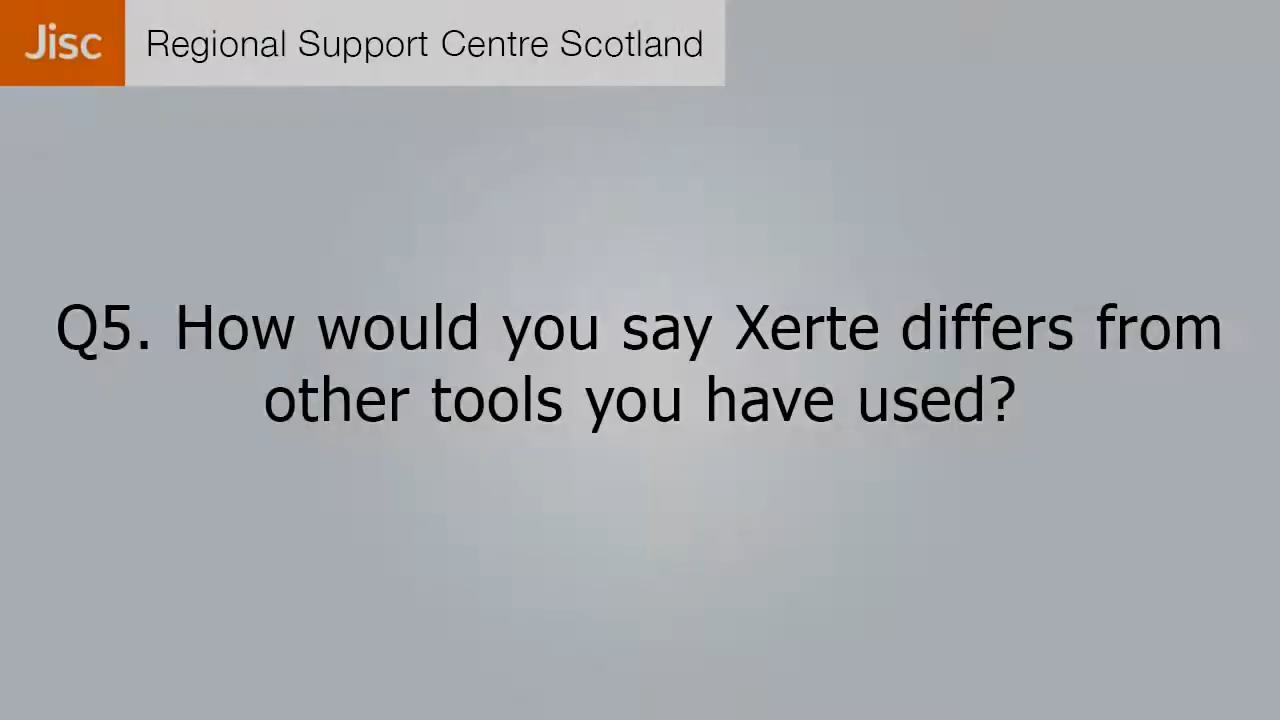 Jisc Regional Support Centre Scotland
Q5. How would you say Xerte differs from
other tools you have used?